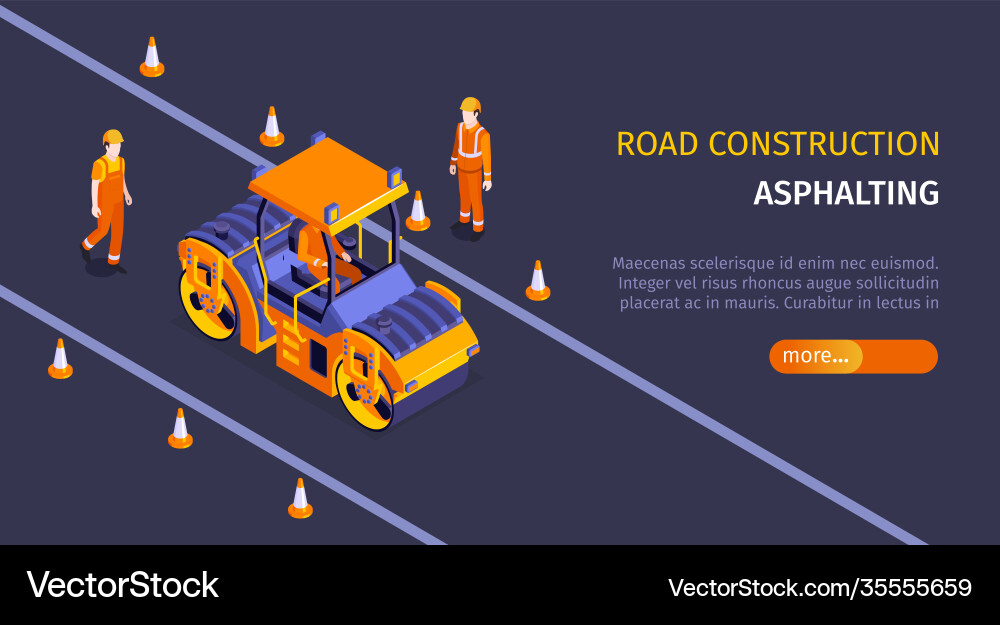 ROAD CONSTRUCTION
ASPHALTING
Maecenas scelerisque id enim nec euismod.
Integer vel risus rhoncus augue sollicitudin
placerat ac in mauris. Curabitur in lectus in
more...
VectorStock
VectorStock.com/35555659